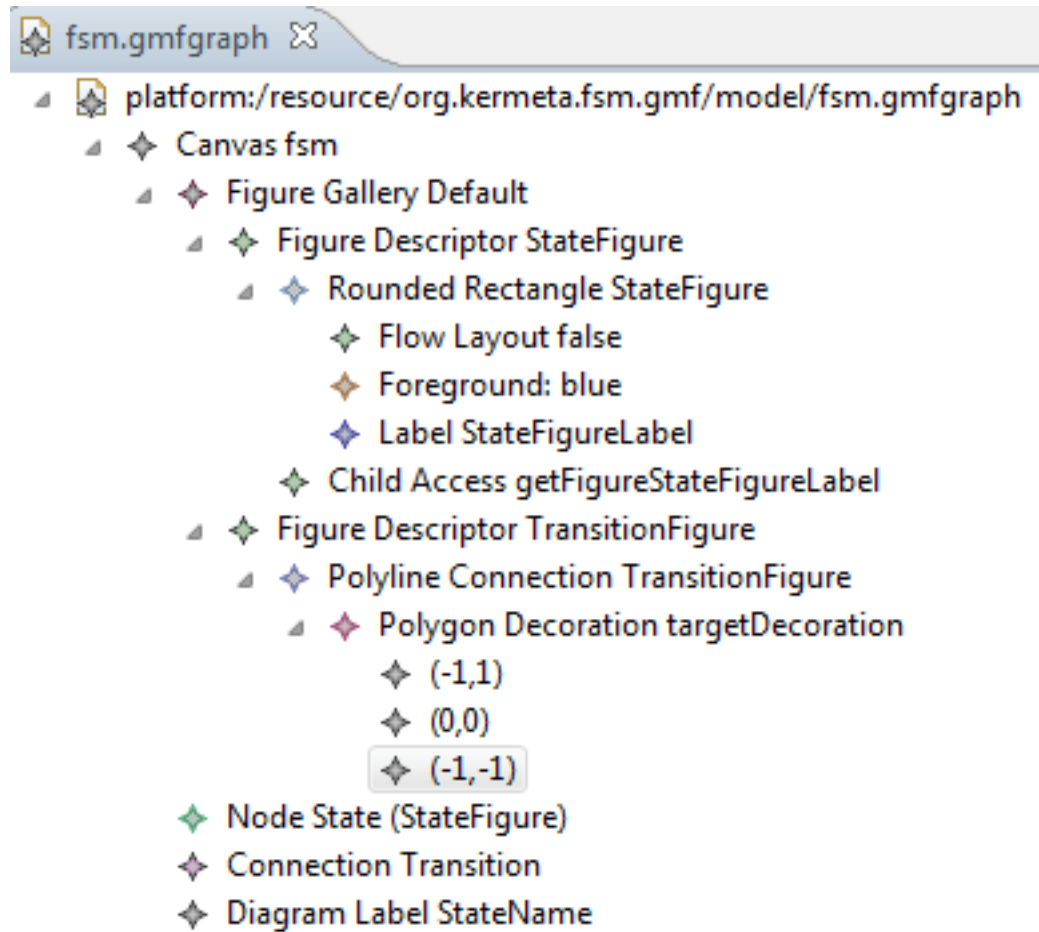 fsm.gmfgraph
platform:/resource/org.kermeta.fsm.gmf/model/fsm.gmfgraph
Canvas fsm
Figure Gallery Default
Figure Descriptor StateFigure
Rounded Rectangle StateFigure
Flow Layout false
Foreground: blue
Label StateFigureLabel
Child Access getFigureStateFigureLabel
Figure Descriptor TransitionFigure
Polyline Connection TransitionFigure
Polygon Decoration targetDecoration
(-1,1)
(0,0)
(-1,-1)
Node State (StateFigure)
Connection Transition
Diagram Label StateName